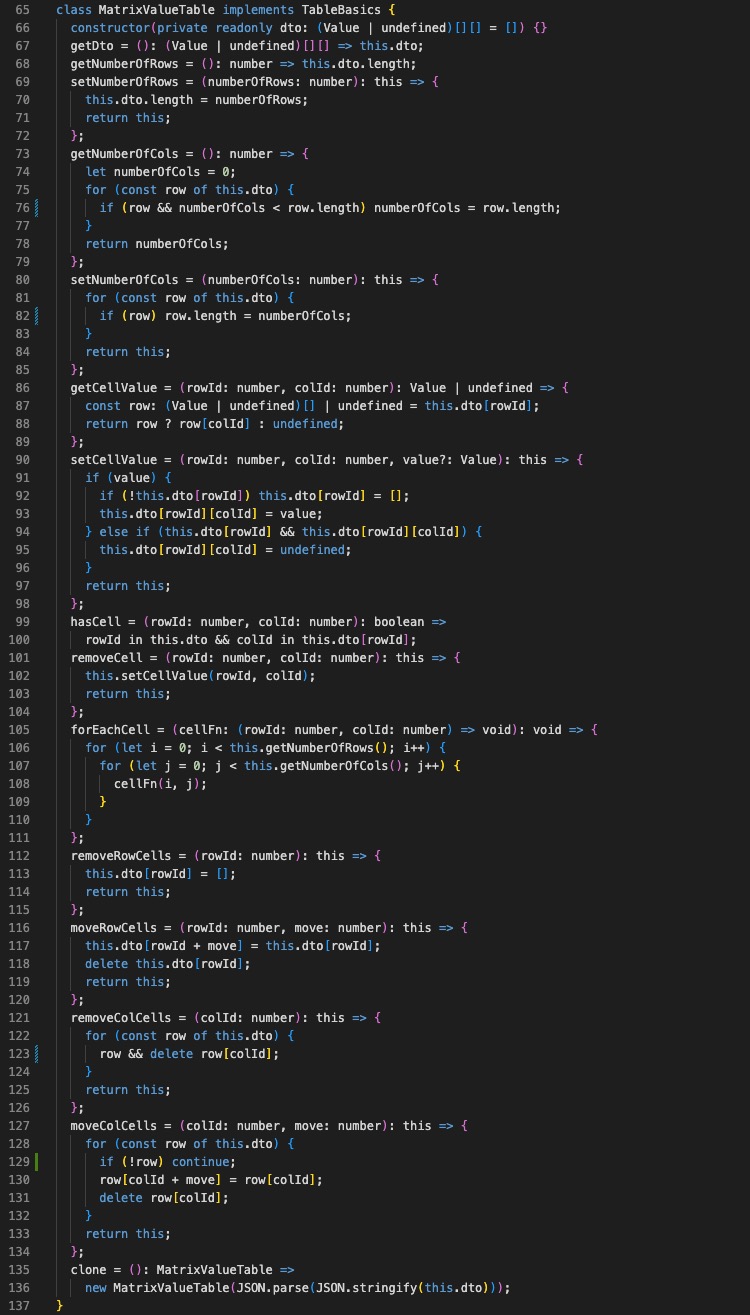 65 class MatrixValueTable implements TableBasics {
66 constructor(private readonly dto: (Value | undefined)[][] = []) {}
67 getDto = (): (Value | undefined)[][] => this.dto;
68 getNumberOfRows = (): number => this.dto.length;
69 setNumberOfRows = (numberOfRows: number): this => {
70 this.dto.length = numberOfRows;
71 return this;
72 };
73 getNumberOfCols = (): number => {
74 let numberOfCols = 0;
75 for (const row of this.dto) {
76 if (row && numberOfCols < row.length) numberOfCols = row.length;
77 }
78 return numberOfCols;
79 };
80 setNumberOfCols = (numberOfCols: number): this => {
81 for (const row of this.dto) {
82 if (row) row.length = numberOfCols;
83 }
84 return this;
85 };
86 getCellValue = (rowId: number, colId: number): Value | undefined => {
87 const row: (Value | undefined)[] | undefined = this.dto[rowId];
88 return row ? row[colId] : undefined;
89 };
90 setCellValue = (rowId: number, colId: number, value?: Value): this => {
91 if (value) {
92 if (!this.dto[rowId]) this.dto[rowId] = [];
93 this.dto[rowId][colId] = value;
94 } else if (this.dto[rowId] && this.dto[rowId][colId]) {
95 this.dto[rowId][colId] = undefined;
96 }
97 return this;
98 };
99 hasCell = (rowId: number, colId: number): boolean =>
100 rowId in this.dto && colId in this.dto[rowId];
101 removeCell = (rowId: number, colId: number): this => {
102 this.setCellValue(rowId, colId);
103 return this;
104 };
105 forEachCell = (cellFn: (rowId: number, colId: number) => void): void => {
106 for (let i = 0; i < this.getNumberOfRows(); i++) {
107 for (let j = 0; j < this.getNumberOfCols(); j++) {
108 cellFn(i, j);
109 }
110 }
111 };
112 removeRowCells = (rowId: number): this => {
113 this.dto[rowId] = [];
114 return this;
115 };
116 moveRowCells = (rowId: number, move: number): this => {
117 this.dto[rowId + move] = this.dto[rowId];
118 delete this.dto[rowId];
119 return this;
120 };
121 removeColCells = (colId: number): this => {
122 for (const row of this.dto) {
123 row && delete row[colId];
124 }
125 return this;
126 };
127 moveColCells = (colId: number, move: number): this => {
128 for (const row of this.dto) {
129 if (!row) continue;
130 row[colId + move] = row[colId];
131 delete row[colId];
132 }
133 return this;
134 };
135 clone = (): MatrixValueTable =>
136 new MatrixValueTable(JSON.parse(JSON.stringify(this.dto)));
137 }